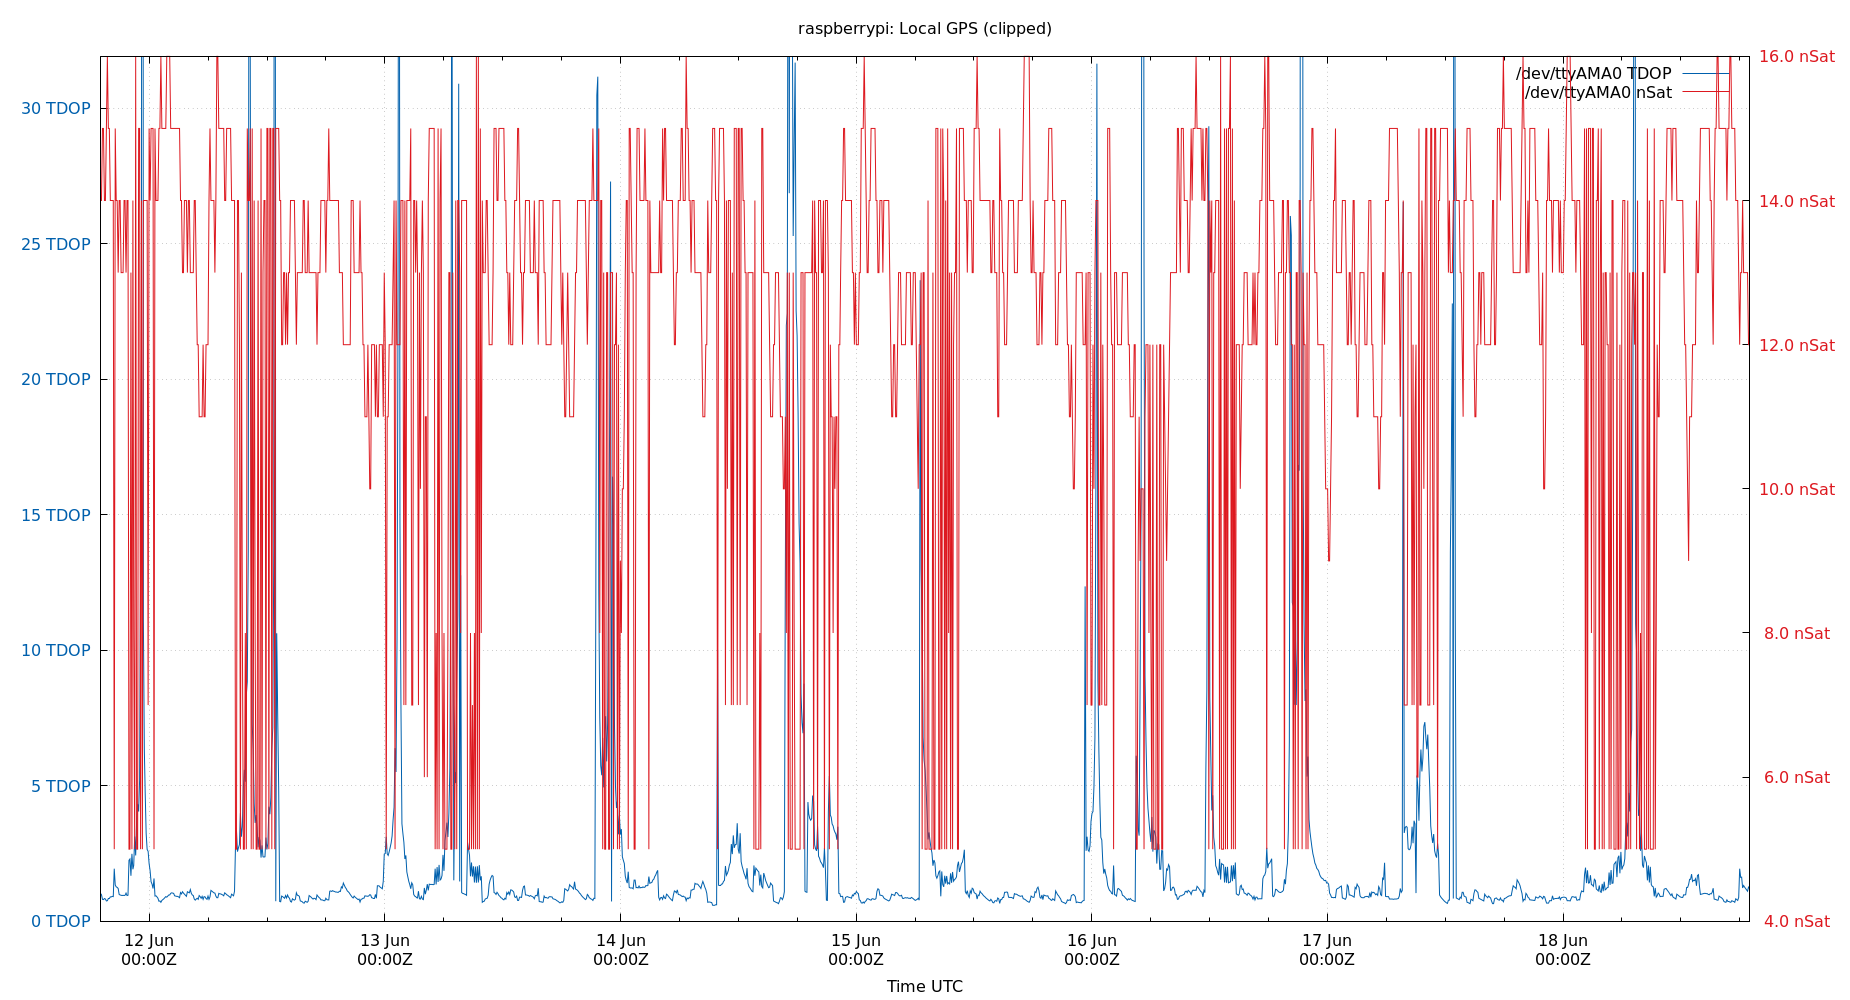 raspberrypi: Local GPS (clipped)
16.0 nSat
/dev/ttyAMA0 TDOP
/dev/ttyAMA0 nSat
30 TDOP
14.0 nSat
25 TDOP
12.0 nSat
20 TDOP
10.0 nSat
15 TDOP
8.0 nSat
10 TDOP
6.0 nSat
5 TDOP
4.0 nSat
0 TDOP
12 Jun
00:00Z
13 Jun
00:00Z
14 Jun
00:00Z
15 Jun
00:00Z
16 Jun
00:00Z
17 Jun
00:00Z
18 Jun
00:00Z
Time UTC